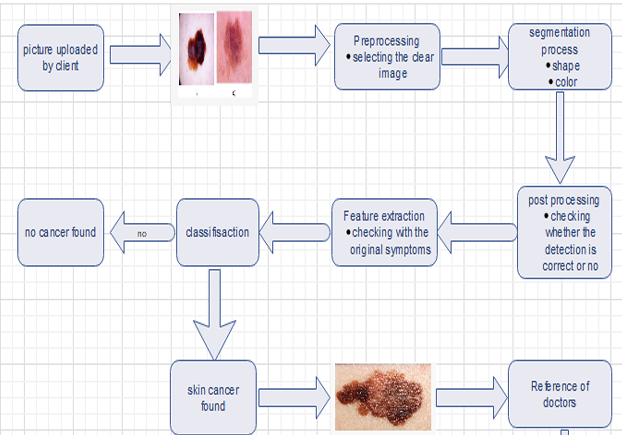 picture uploaded
by client
Preprocessing
• selecting the clear
image
segmentation
process
• shape
• color
post processing
• checking
whether the
detection is
correct or no
Feature extraction
• checking with the
original symptoms
classifisaction
no
no cancer found
skin cancer
found
Reference of
doctors